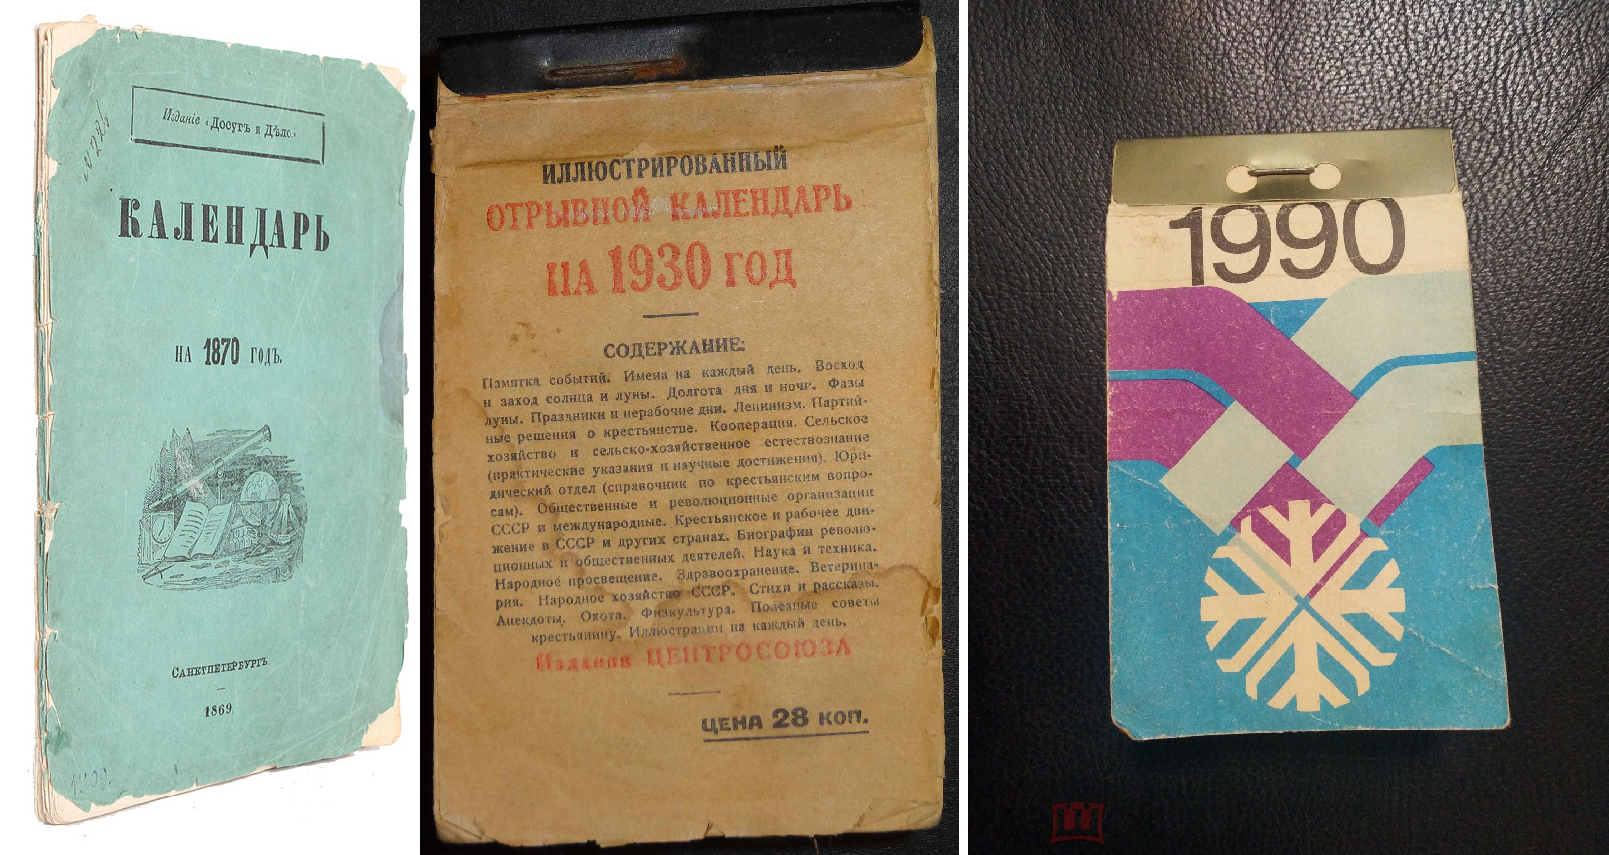 Изданіе «Досугъ и Дѣло.»
КАЛЕНДАРЬ
НА 1870 ГОДЪ.
САНКТПЕТЕРБУРГЪ.
1869.
ИЛЛЮСТРИРОВАННЫЙ
ОТРЫВНОЙ КАЛЕНДАРЬ
НА 1930 ГОД
СОДЕРЖАНИЕ:
Памятка событий. Имена на каждый день. Восход
и заход солнца и луны. Долгота дня и ночи. Фазы
луны. Праздники и нерабочие дни. Ленинизм. Партий-
ные решения о крестьянстве. Кооперация. Сельское
хозяйство и сельско-хозяйственное естествознание
(практические указания и научные достижения). Юри-
дический отдел (справочник по крестьянским вопро-
сам). Общественные и революционные организации
СССР и международные. Крестьянское и рабочее дви-
жение в СССР и других странах. Биографии револю-
ционных и общественных деятелей. Наука и техника.
Народное просвещение. Здравоохранение. Ветерина-
рия. Народное хозяйство СССР. Стихи и рассказы.
Анекдоты. Охота. Физкультура. Полезные советы
крестьянину. Иллюстрации на каждый день.
Издание ЦЕНТРОСОЮЗА
ЦЕНА 28 КОП.
1990